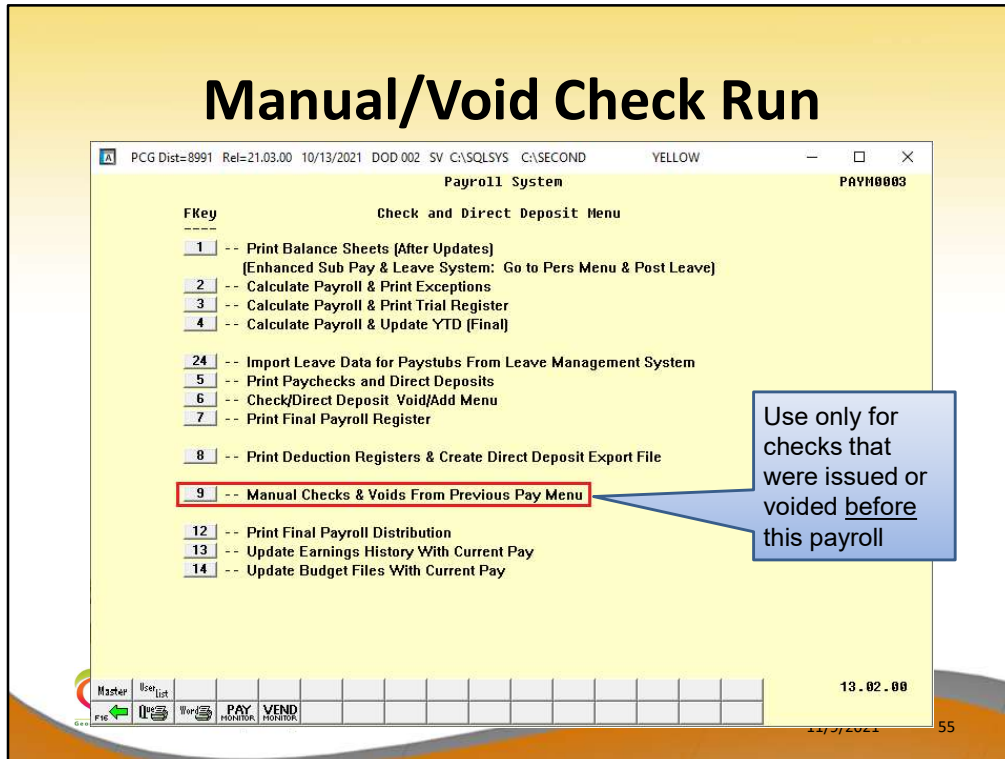 Manual/Void Check Run
PCG Dist=8991 Rel=21.03.00 10/13/2021 DOD 002 SV C:\SQLSYS C:\SECOND YELLOW
Payroll System PAYM0003
FKey Check and Direct Deposit Menu
----
1 -- Print Balance Sheets (After Updates)
(Enhanced Sub Pay & Leave System: Go to Pers Menu & Post Leave)
2 -- Calculate Payroll & Print Exceptions
3 -- Calculate Payroll & Print Trial Register
4 -- Calculate Payroll & Update YTD (Final)
24 -- Import Leave Data for Paystubs From Leave Management System
5 -- Print Paychecks and Direct Deposits
6 -- Check/Direct Deposit Void/Add Menu
7 -- Print Final Payroll Register
8 -- Print Deduction Registers & Create Direct Deposit Export File
9 -- Manual Checks & Voids From Previous Pay Menu
12 -- Print Final Payroll Distribution
13 -- Update Earnings History With Current Pay
14 -- Update Budget Files With Current Pay
Use only for
checks that
were issued or
voided before
this payroll
Master User list 13.02.00
F16 Que Word PAY MONITOR VEND MONITOR
55